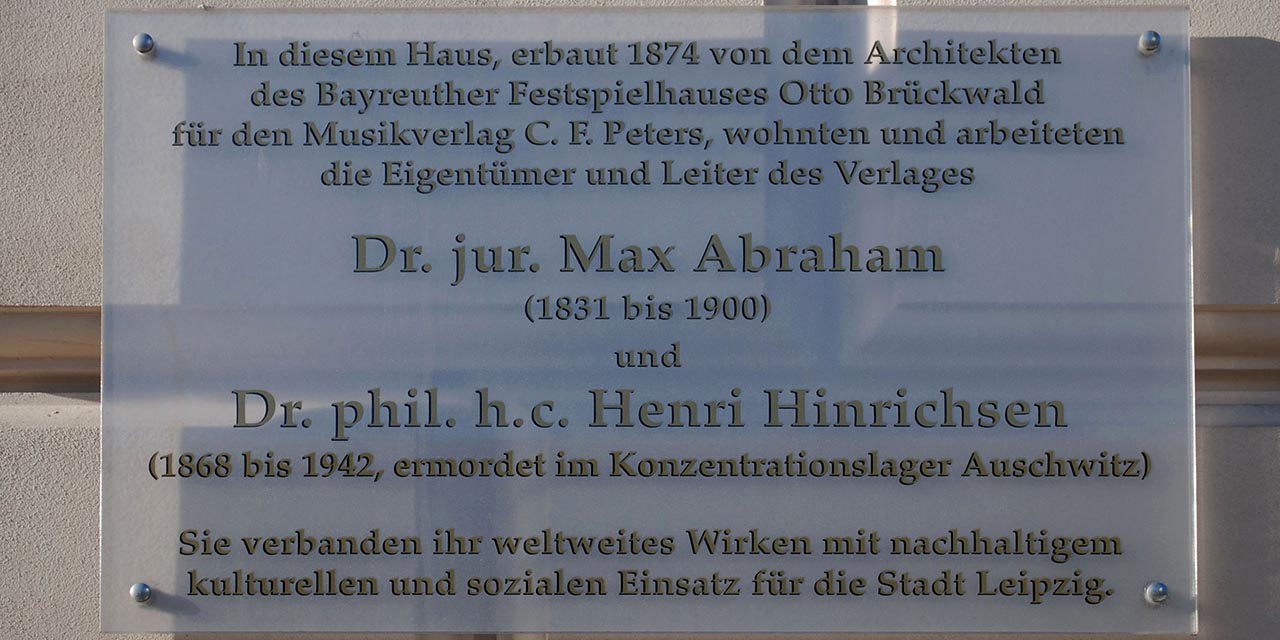 In diesem Haus, erbaut 1874 von dem Architekten
des Bayreuther Festspielhauses Otto Brückwald
für den Musikverlag C. F. Peters, wohnten und arbeiteten
die Eigentümer und Leiter des Verlages
Dr. jur. Max Abraham
(1831 bis 1900)
und
Dr. phil. h.c. Henri Hinrichsen
(1868 bis 1942, ermordet im Konzentrationslager Auschwitz)
Sie verbanden ihr weltweites Wirken mit nachhaltigem
kulturellen und sozialen Einsatz für die Stadt Leipzig.